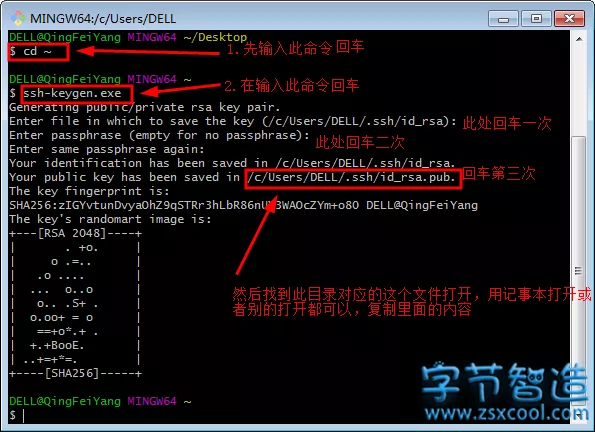 MINGW64:/c/Users/DELL
DELL@QingFeiYang MINGW64 ~/Desktop
$ cd ~
1.先输入此命令回车
DELL@QingFeiYang MINGW64 ~
2.在输入此命令回车
$ ssh-keygen.exe
Generating public/private rsa key pair.
Enter file in which to save the key (/c/Users/DELL/.ssh/id_rsa): 此处回车一次
Enter passphrase (empty for no passphrase): 此处回车二次
Enter same passphrase again:
Your identification has been saved in /c/Users/DELL/.ssh/id_rsa.
Your public key has been saved in /c/Users/DELL/.ssh/id_rsa.pub. 回车第三次
The key fingerprint is:
DELL@QingFeiYang
The key's randomart image is:
+---[RSA 2048]----+
|       . +o.     |
|      o .=..     |
|   .o ....       |
|  ...  o..o      |
|   o.. .S+ .     |
|  o.oo+ = o      |
|   ==+o*.+ .     |
|  +.+BooE.       |
| ..+=+*=.        |
+----[SHA256]-----+
然后找到此目录对应的这个文件打开，用记事本打开或
者别的打开都可以，复制里面的内容
DELL@QingFeiYang MINGW64 ~
$
字节智造
www.zsxcool.com